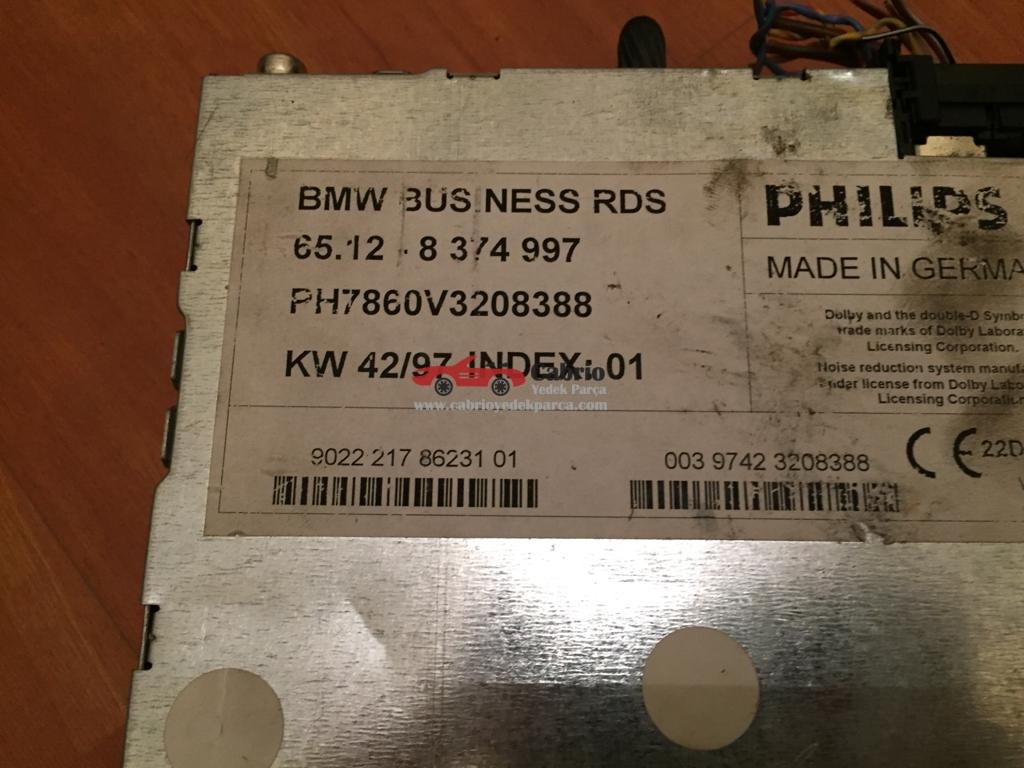 BMW BUSINESS RDS
65.12 - 8 374 997
PH7860V3208388
KW 42/97 INDEX: 01
PHILIPS
MADE IN GERMA
Dolby and the double-D Symbo
trade marks of Dolby Labora
Licensing Corporation.
Noise reduction system manufa
under license from Dolby Labo
Licensing Corporation
Cabrio
Yedek Parça
www.cabrioyedekparca.com
9022 217 86231 01
003 9742 3208388
CE 22D